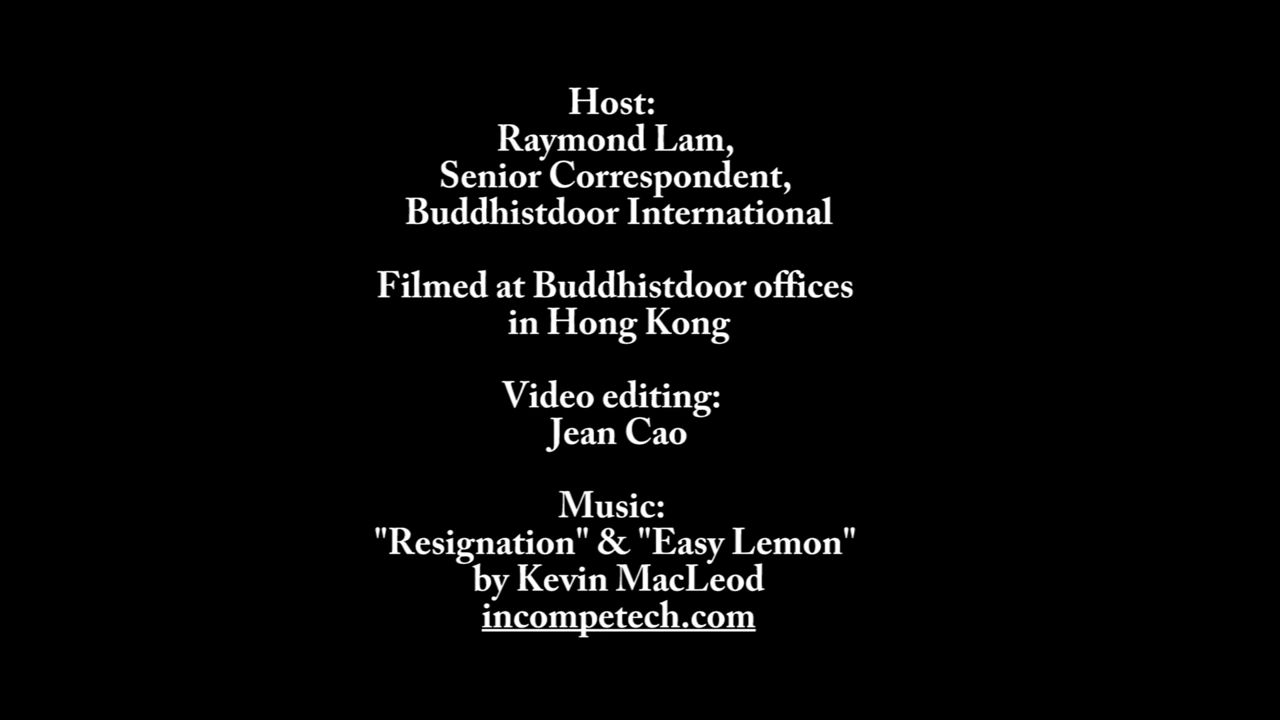 Host:
Raymond Lam,
Senior Correspondent,
Buddhistdoor International
Filmed at Buddhistdoor offices
in Hong Kong
Video editing:
Jean Cao
Music:
"Resignation" & "Easy Lemon"
by Kevin MacLeod
incompetech.com